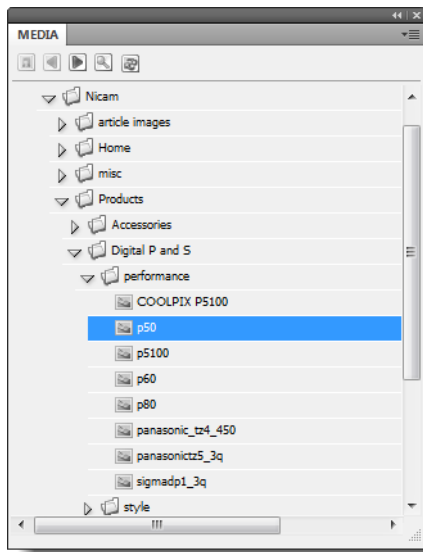 MEDIA
Nicam
article images
Home
misc
Products
Accessories
Digital P and S
performance
COOLPIX P5100
p50
p5100
p60
p80
panasonic_tz4_450
panasonictz5_3q
sigmadp1_3q
style